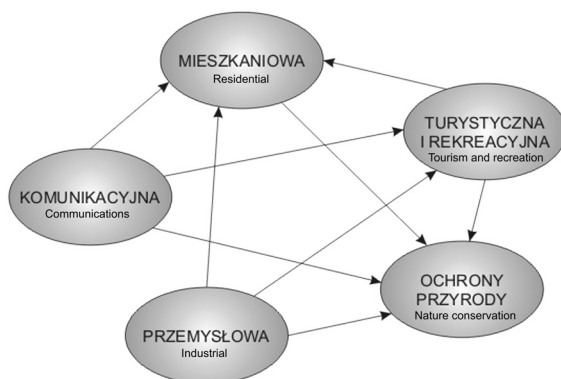 MIESZKANIOWA
Residential
TURYSTYCZNA
I REKREACYJNA
Tourism and recreation
KOMUNIKACYJNA
Communications
OCHRONY
PRZYRODY
Nature conservation
PRZEMYSŁOWA
Industrial